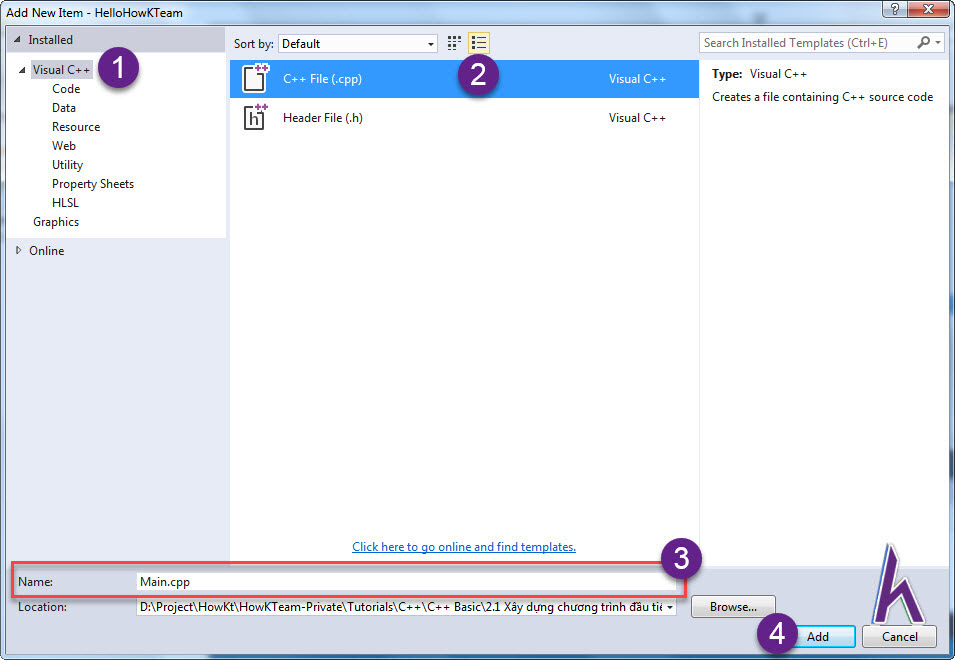 Add New Item - HelloHowKTeam
Installed
Sort by: Default
Search Installed Templates (Ctrl+E)
Visual C++
1
Code
Data
Resource
Web
Utility
Property Sheets
HLSL
Graphics
Online
2
C++ File (.cpp) Visual C++
Header File (.h) Visual C++
Type: Visual C++
Creates a file containing C++ source code
Click here to go online and find templates.
3
Name: Main.cpp
Location: D:\Project\HowKt\HowKTeam-Private\Tutorials\C++\C++ Basic\2.1 Xây dựng chương trình đầu tiê
Browse...
4
Add
Cancel